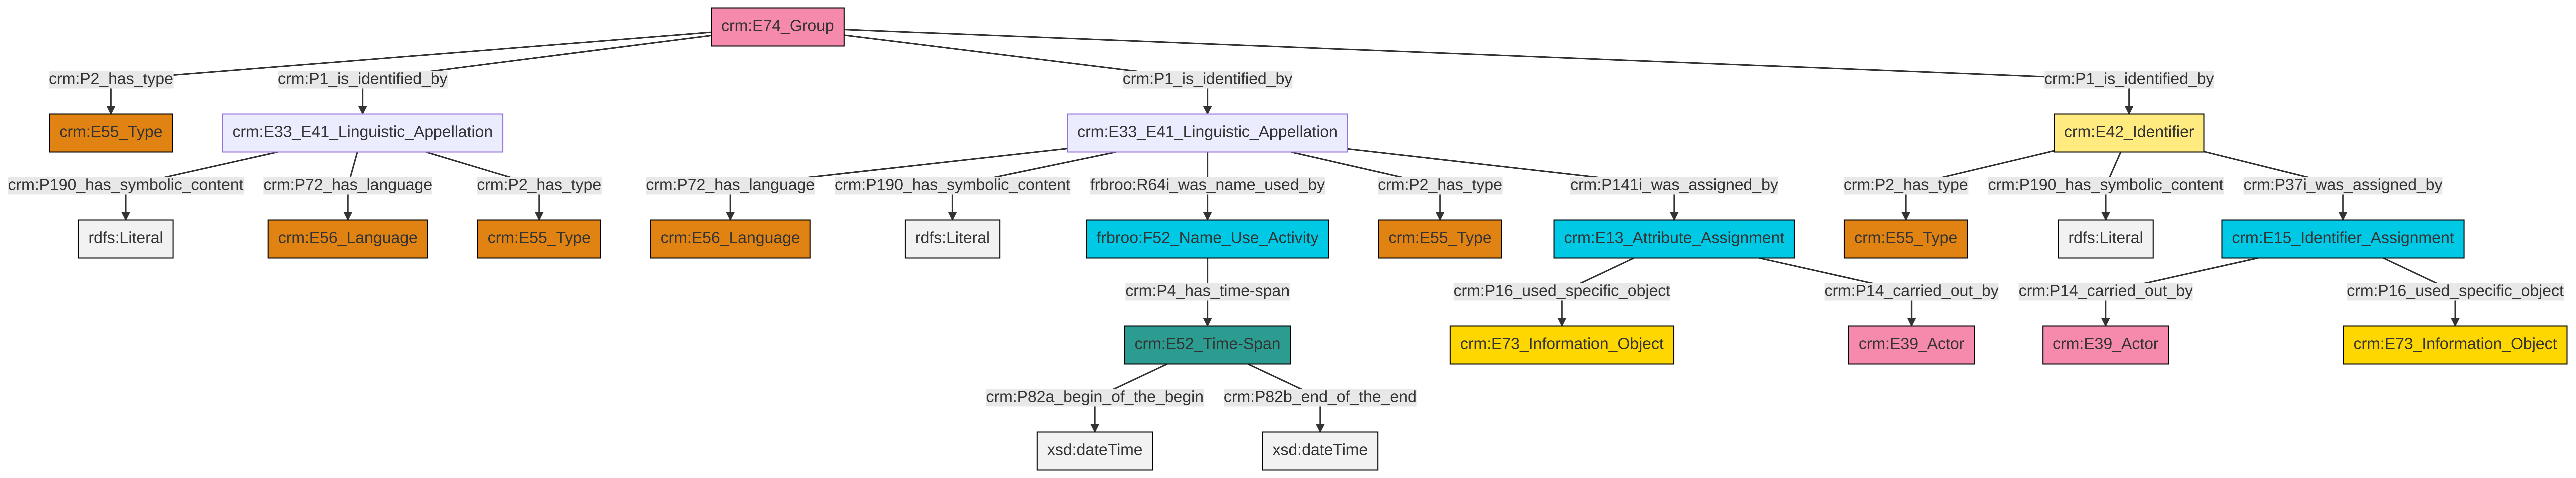 crm:E74_Group
crm:P2_has_type
crm:P1_is_identified_by
crm:P1_is_identified_by
crm:P1_is_identified_by
crm:E55_Type
crm:E33_E41_Linguistic_Appellation
crm:E33_E41_Linguistic_Appellation
crm:E42_Identifier
crm:P190_has_symbolic_content
crm:P72_has_language
crm:P2_has_type
crm:P72_has_language
crm:P190_has_symbolic_content
frbroo:R64i_was_name_used_by
crm:P2_has_type
crm:P141i_was_assigned_by
crm:P2_has_type
crm:P190_has_symbolic_content
crm:P37i_was_assigned_by
rdfs:Literal
crm:E56_Language
crm:E55_Type
crm:E56_Language
rdfs:Literal
frbroo:F52_Name_Use_Activity
crm:E55_Type
crm:E13_Attribute_Assignment
crm:E55_Type
rdfs:Literal
crm:E15_Identifier_Assignment
crm:P4_has_time-span
crm:P16_used_specific_object
crm:P14_carried_out_by
crm:P14_carried_out_by
crm:P16_used_specific_object
crm:E52_Time-Span
crm:E73_Information_Object
crm:E39_Actor
crm:E39_Actor
crm:E73_Information_Object
crm:P82a_begin_of_the_begin
crm:P82b_end_of_the_end
xsd:dateTime
xsd:dateTime